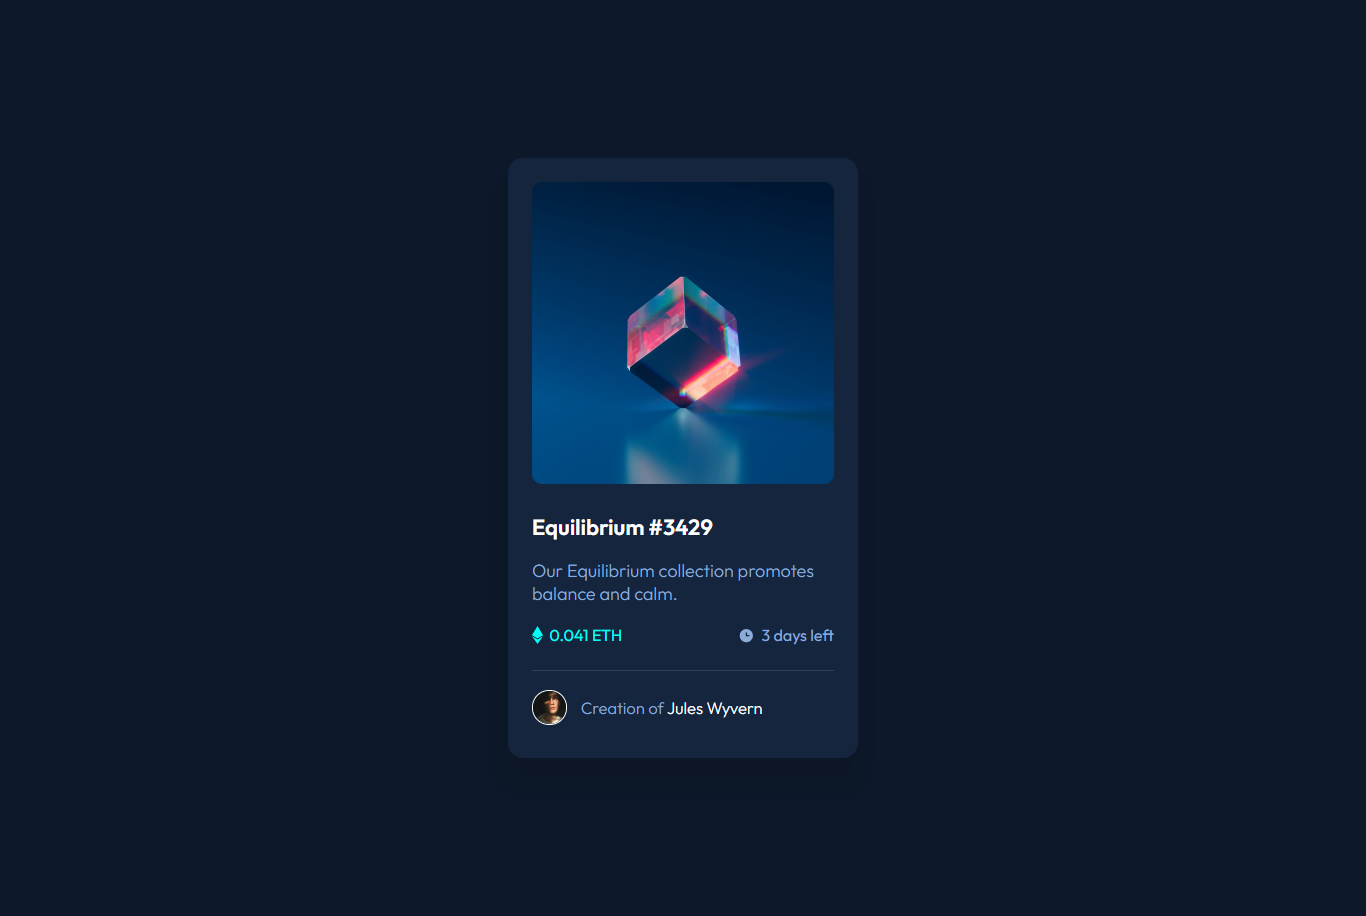 Equilibrium #3429
Our Equilibrium collection promotes
balance and calm.
0.041 ETH 3 days left
Creation of Jules Wyvern